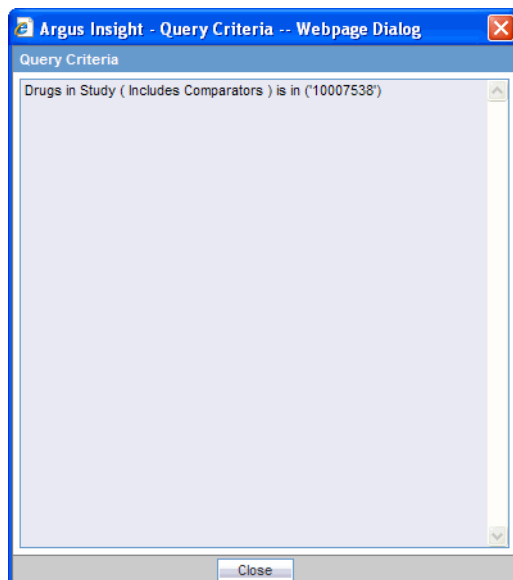 Argus Insight - Query Criteria -- Webpage Dialog
Query Criteria
Drugs in Study ( Includes Comparators ) is in ('10007538')
Close